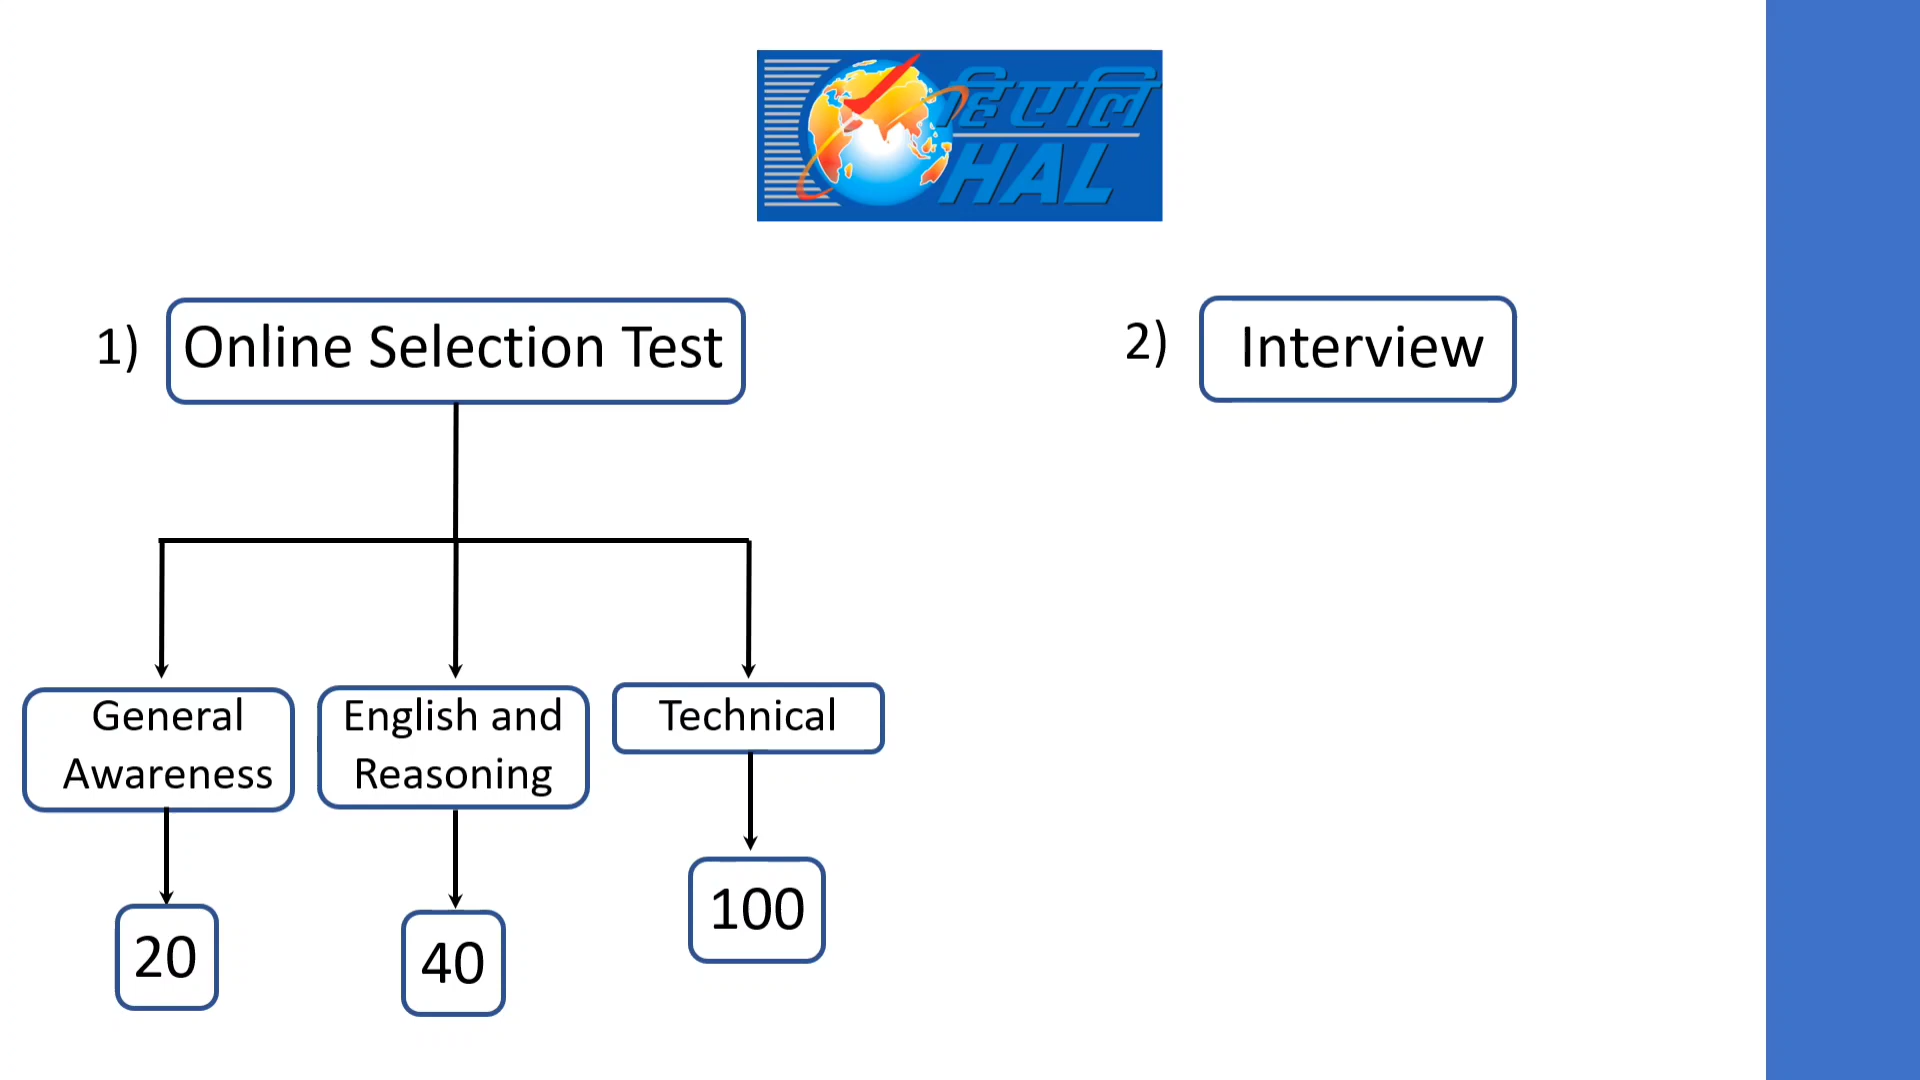 हिएलि
HAL
1) Online Selection Test
2) Interview
General
Awareness
English and
Reasoning
Technical
20
40
100